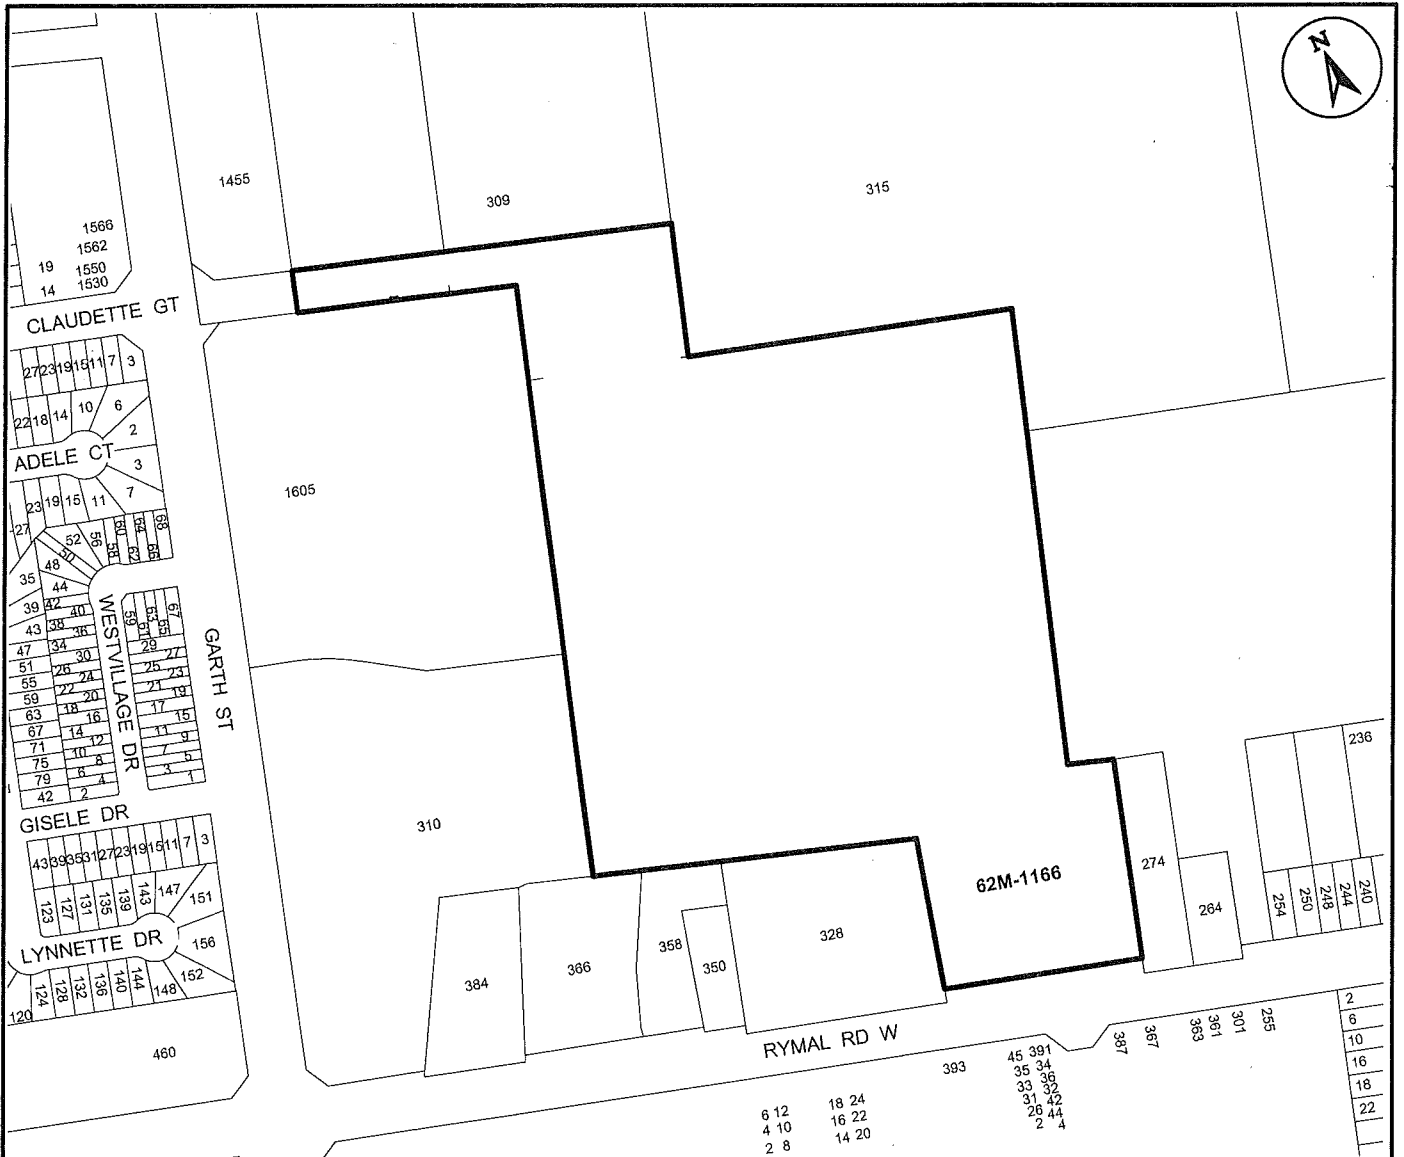 N
1455
309
315
1566
1562
19 1550
14 1530
CLAUDETTE GT
27 23 19 15 11 7 3
22 18 14 10 6
2
ADELE CT
3
23 19 15 11 7
27
52 56 60 64 68
50 58 62 66
48
35 44
39 42 40
43 38 36
47 34
51 30
55 26 24
59 22 20
63 18 16
67 14
71 12
75 10 8
79 6 4
42 2
WESTVILLAGE DR
59 63 67
61 65
29
27
25
23
21
19
17
15
11
9
7
5
3
1
GARTH ST
1605
310
GISELE DR
43 39 35 31 27 23 19 15 11 7 3
123 127 131 135 139 143 147 151
LYNNETTE DR
156
152
120 124 128 132 136 140 144 148
460
384
366
358
350
328
62M-1166
274
264
236
254 250 248 244 240
RYMAL RD W
393
45 391
35 34
33 36
31 32
26 42
2 44
4
387 367 363 361 301 255
6 12
4 10
2 8
18 24
16 22
14 20
2
6
10
16
18
22